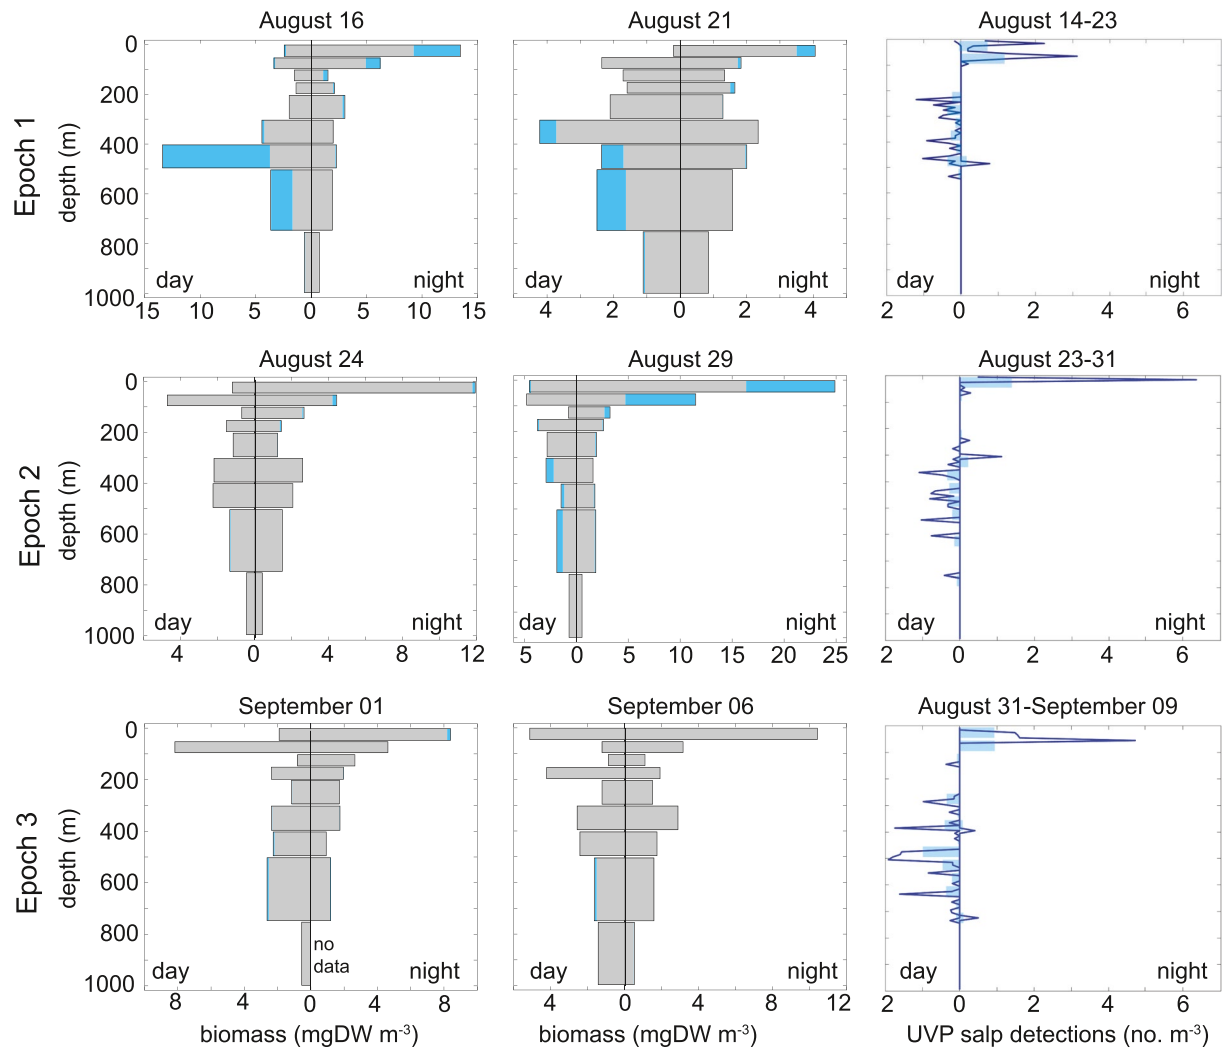 August 16
August 21
August 14-23
Epoch 1
depth (m)
0
200
400
600
800
1000
day
night
15
10
5
0
5
10
15
day
night
4
2
0
2
4
day
night
2
0
2
4
6
August 24
August 29
August 23-31
Epoch 2
depth (m)
0
200
400
600
800
1000
day
night
4
0
4
8
12
day
night
5
0
5
10
15
20
25
day
night
2
0
2
4
6
September 01
September 06
August 31-September 09
Epoch 3
depth (m)
0
200
400
600
800
1000
no
data
day
night
8
4
0
4
8
day
night
4
0
4
8
12
day
night
2
0
2
4
6
biomass (mgDW m-3)
biomass (mgDW m-3)
UVP salp detections (no. m-3)